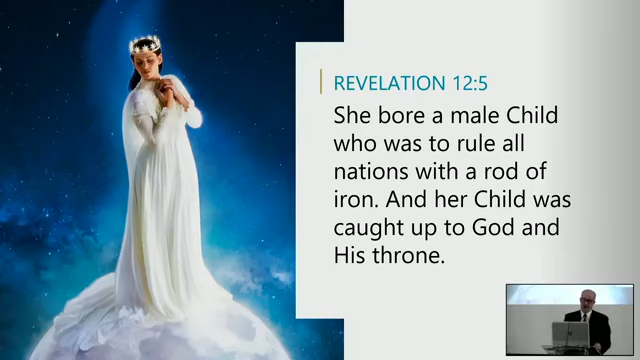 REVELATION 12:5
She bore a male Child
who was to rule all
nations with a rod of
iron. And her Child was
caught up to God and
His throne.